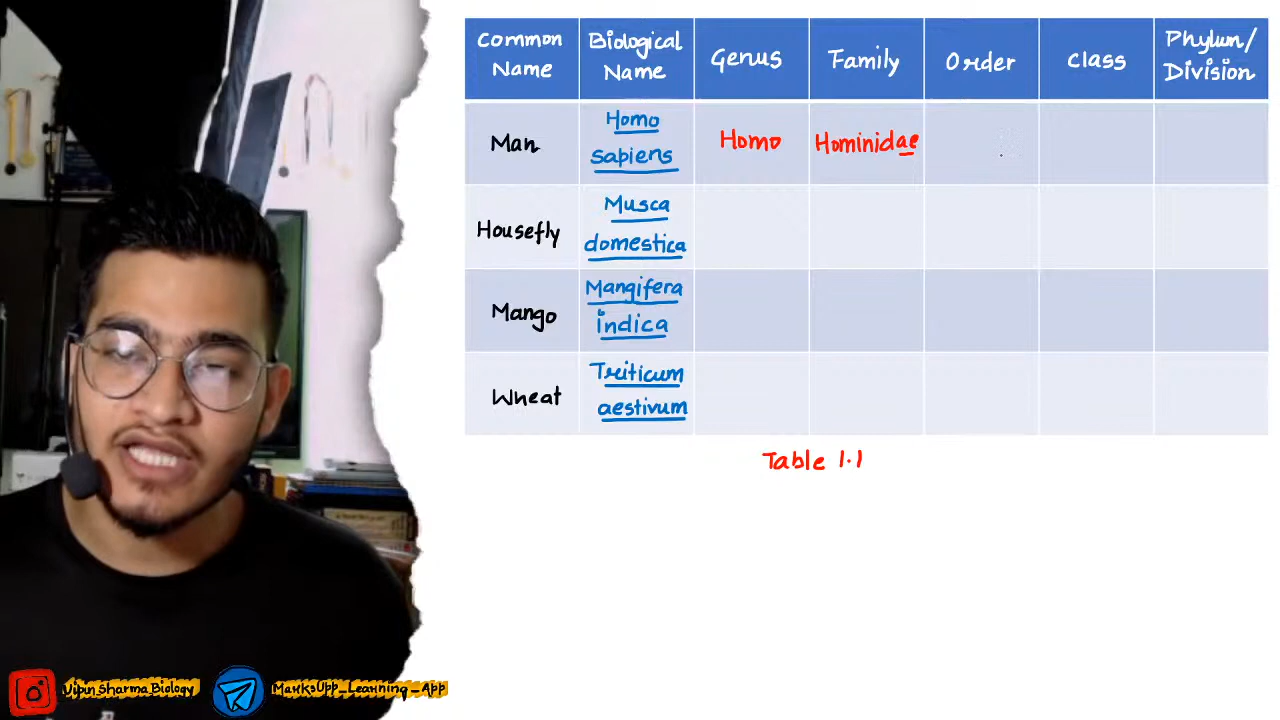 Common Name
Biological Name
Genus
Family
Order
Class
Phylum/ Division
Man
Homo sapiens
Homo
Hominidae
Housefly
Musca domestica
Mango
Mangifera indica
Wheat
Triticum aestivum
Table 1.1
Vipin Sharma Biology
MarksUpp_Learning_App